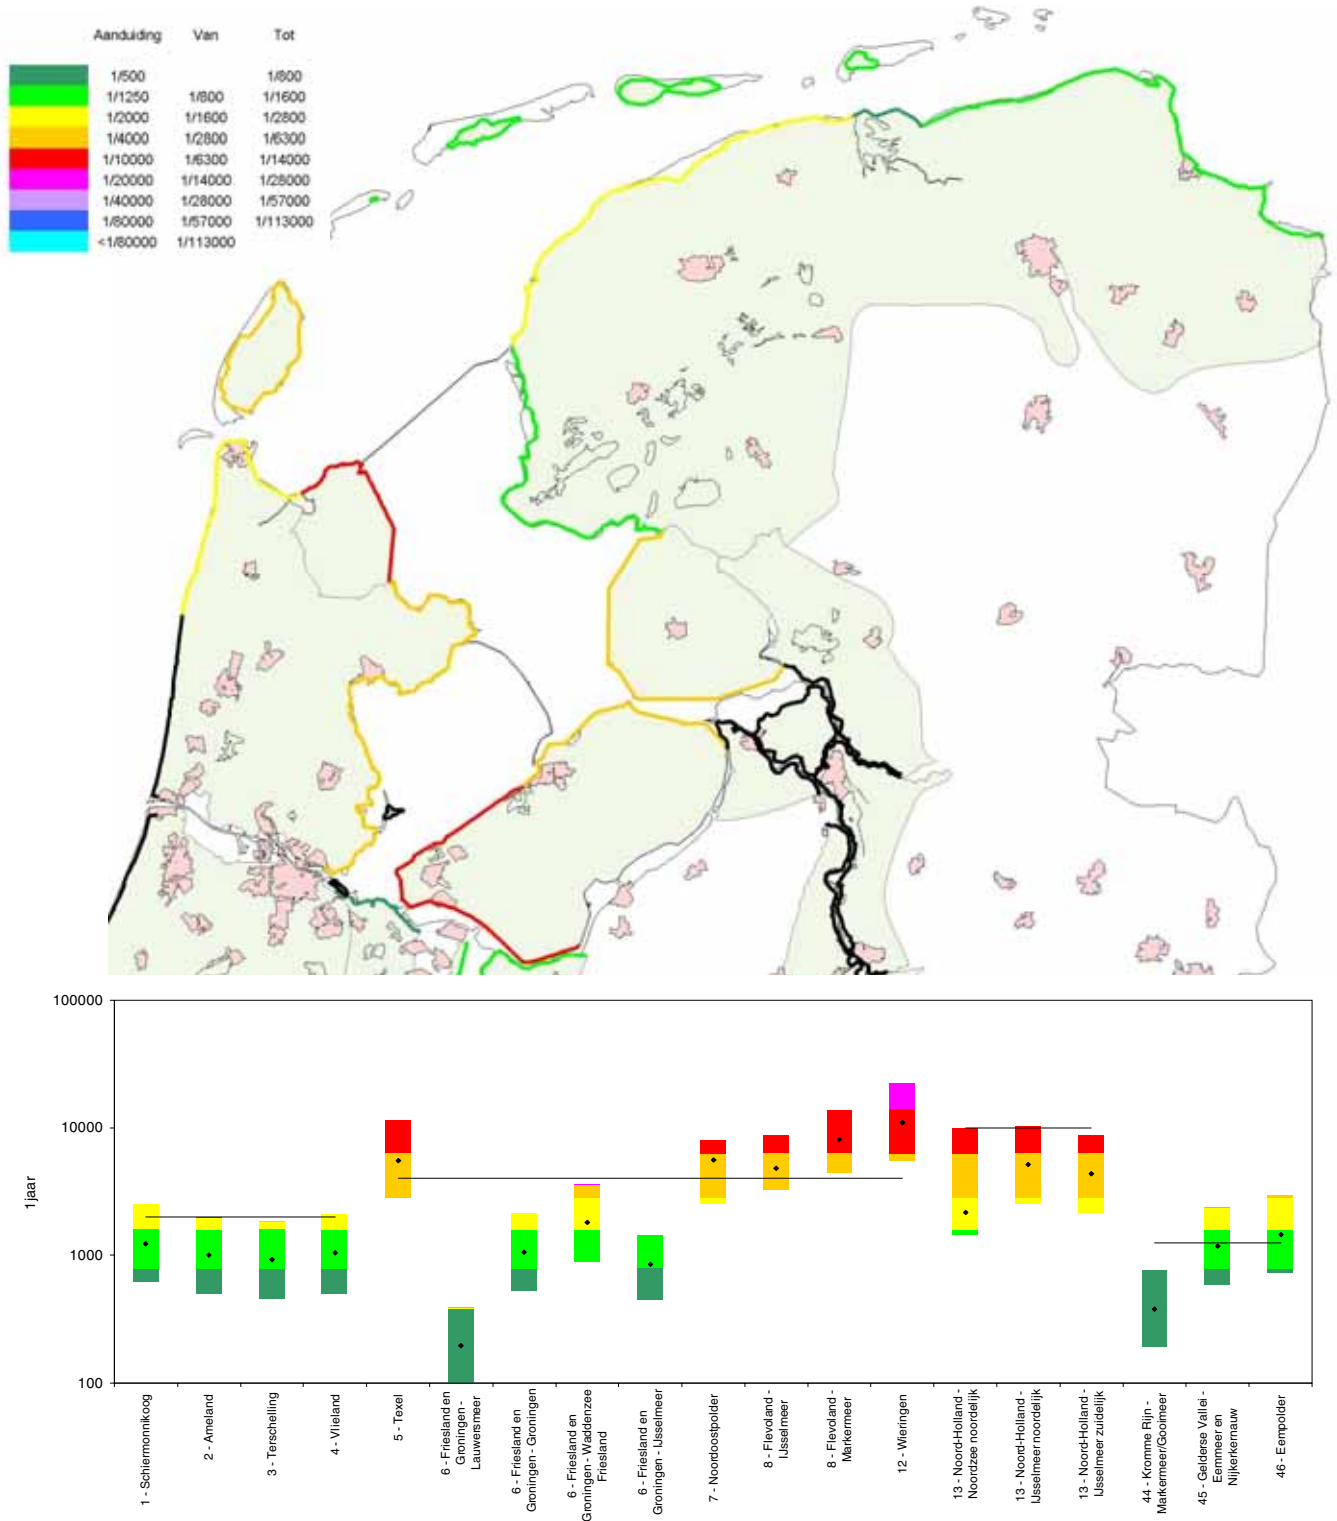 Aanduiding Van Tot
1/500 1/800
1/1250 1/800 1/1600
1/2000 1/1600 1/2800
1/4000 1/2800 1/6300
1/10000 1/6300 1/14000
1/20000 1/14000 1/28000
1/40000 1/28000 1/57000
1/80000 1/57000 1/113000
<1/80000 1/113000
100000
10000
1000
100
1jaar
1 - Schiermonnikoog
2 - Ameland
3 - Terschelling
4 - Vlieland
5 - Texel
6 - Friesland en
Groningen -
Lauwersmeer
6 - Friesland en
Groningen - Groningen
6 - Friesland en
Groningen - Waddenzee
Friesland
6 - Friesland en
Groningen - IJsselmeer
7 - Noordoostpolder
8 - Flevoland -
IJsselmeer
8 - Flevoland -
Markermeer
12 - Wieringen
13 - Noord-Holland -
Noordzee noordelijk
13 - Noord-Holland -
IJsselmeer noordelijk
13 - Noord-Holland -
IJsselmeer zuidelijk
44 - Kromme Rijn -
Markermeer/Gooimeer
45 - Gelderse Vallei -
Eemmeer en
Nijkerkernauw
46 - Eempolder